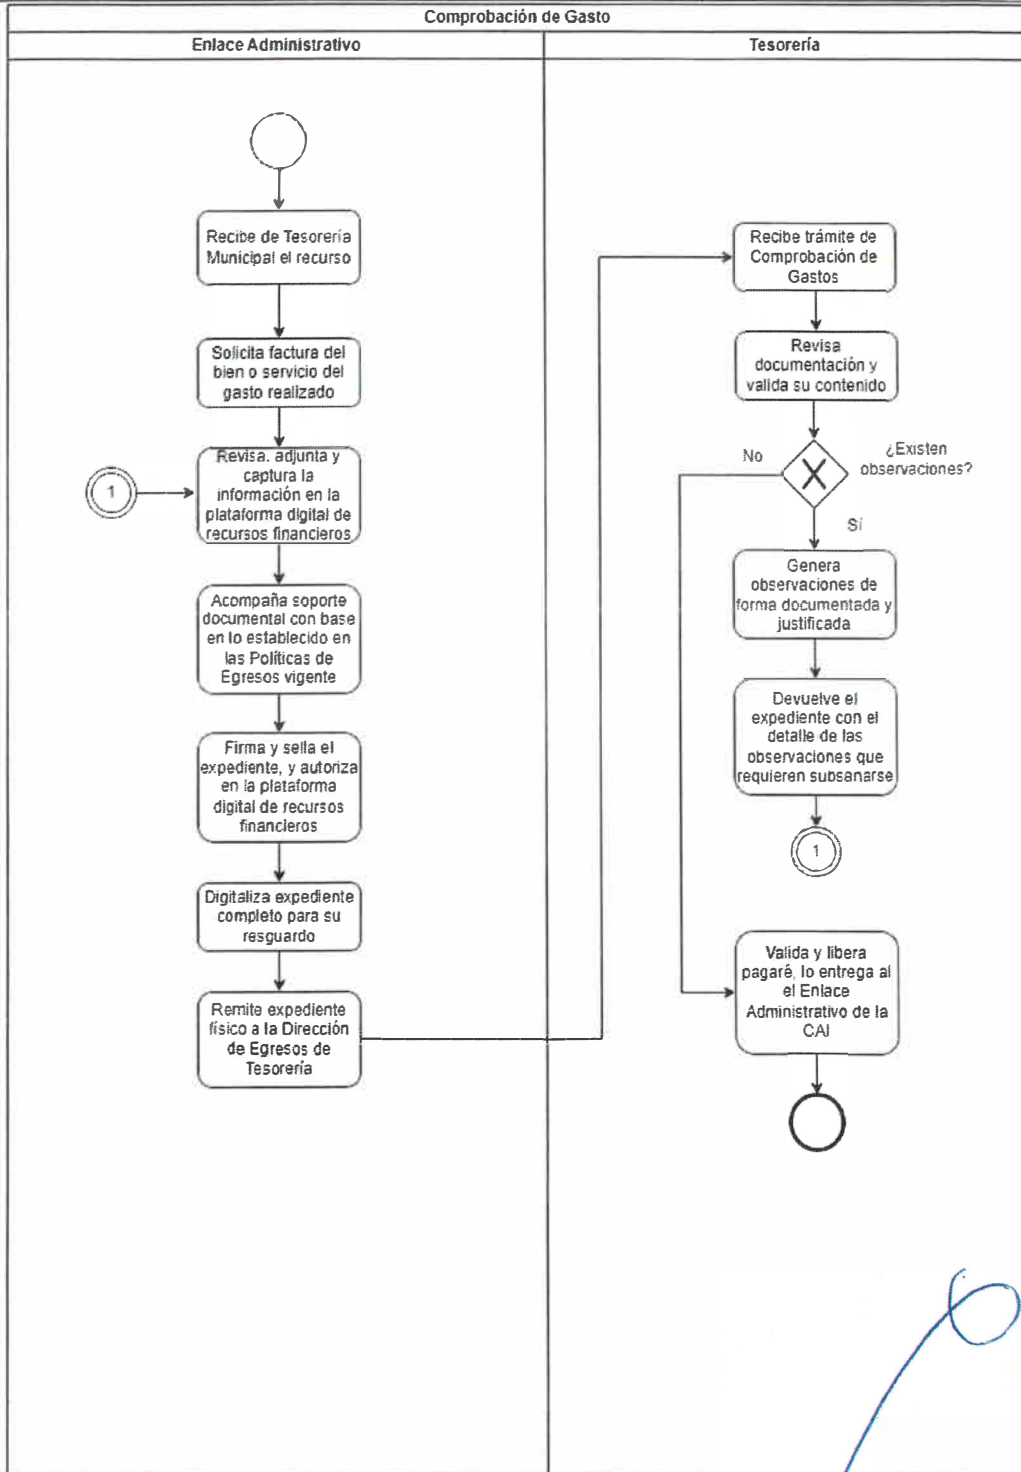 Comprobación de Gasto
Enlace Administrativo
Tesorería
Recibe de Tesorería
Municipal el recurso
Solicita factura del
bien o servicio del
gasto realizado
1
Revisa. adjunta y
captura la
información en la
plataforma digital de
recursos financieros
Acompaña soporte
documental con base
en lo establecido en
las Políticas de
Egresos vigente
Firma y sella el
expediente, y autoriza
en la plataforma
digital de recursos
financieros
Digitaliza expediente
completo para su
resguardo
Remite expediente
físico a la Dirección
de Egresos de
Tesorería
Recibe trámite de
Comprobación de
Gastos
Revisa
documentación y
valida su contenido
¿Existen
observaciones?
No
Sí
Genera
observaciones de
forma documentada y
justificada
Devuelve el
expediente con el
detalle de las
observaciones que
requieren subsanarse
1
Valida y libera
pagaré, lo entrega al
el Enlace
Administrativo de la
CAI